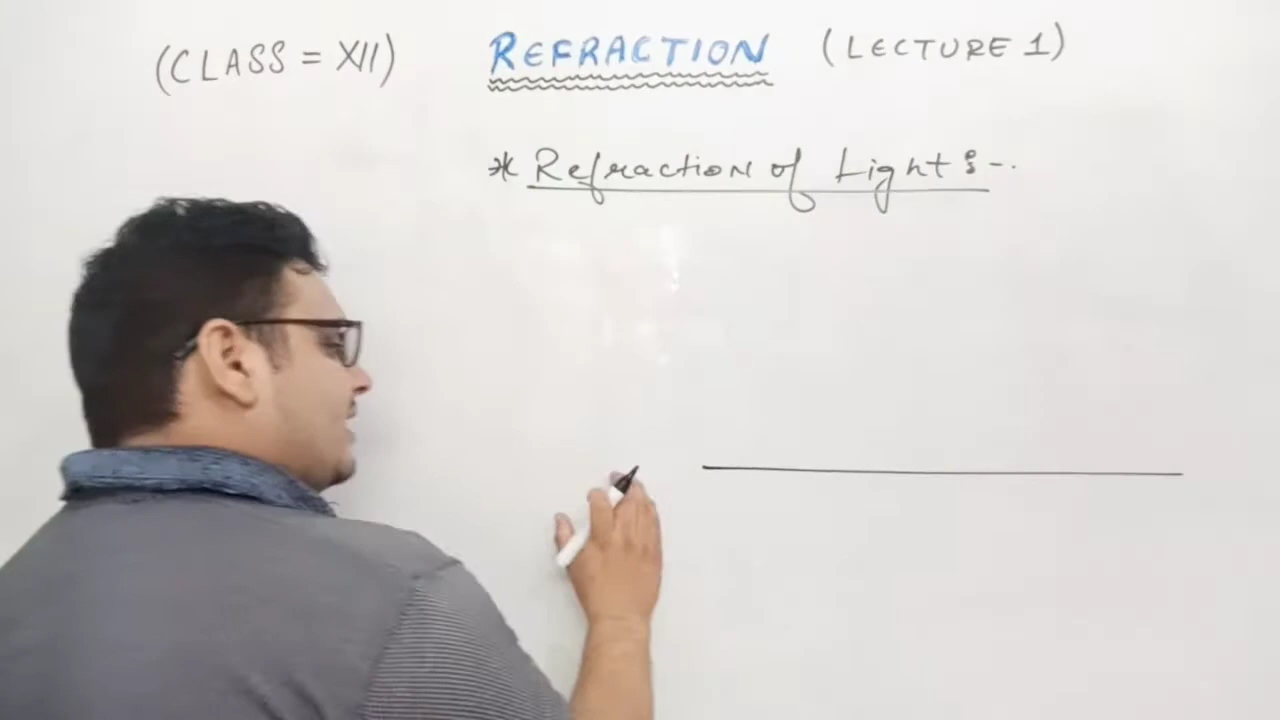 (CLASS = XII) REFRACTION (LECTURE 1)
* Refraction of Light :-.